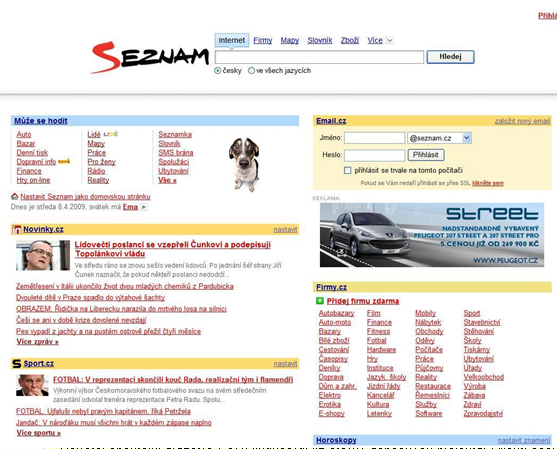 Přihlá
SEZNAM
Internet Firmy Mapy Slovník Zboží Více
Hledej
česky ve všech jazycích
Může se hodit
Auto
Bazar
Denní tisk
Dopravní info nové
Finance
Hry on-line
Lidé LIDÉ
Mapy
Práce
Pro ženy
Rádio
Reality
Seznamka
Slovník
SMS brána
Spolužáci
Ubytování
Vše »
Nastavit Seznam jako domovskou stránku
Dnes je středa 8.4.2009, svátek má Ema
Novinky.cz nastavit
Lidovečtí poslanci se vzepřeli Čunkovi a podepisují Topolánkovi vládu
Ve středu ráno se znovu sešlo vedení lidovců. Po jednání šéf strany Jiří
Čunek naznačil, že pokud někteří poslanci nedodrží...
Zemětřesení v Itálii ukončilo život dvou mladých chemiků z Pardubicka
Dvouleté dítě v Praze spadlo do výtahové šachty
OBRAZEM: Řidička na Liberecku narazila do mrtvého losa na silnici
Češi se ani v době krize dovolené nevzdají
Pes vypadl z jachty a na pustém ostrově přežil čtyři měsíce
Více zpráv »
Sport.cz nastavit
FOTBAL: V reprezentaci skončili kouč Rada, realizační tým i flamendři
Výkonný výbor Českomoravského fotbalového svazu na svém středečním
zasedání odvolal trenéra reprezentace Petra Radu. Spolu...
FOTBAL: Ujfaluši nebyl pravým kapitánem, říká Petržela
Jandač: V nároďáku musí všichni hrát v každém zápase naplno
Více sportu »
Email.cz založit nový email
Jméno: @seznam.cz
Heslo: Přihlásit
přihlásit se trvale na tomto počítači
Pokud se Vám nedaří přihlásit se přes SSL klikněte sem
REKLAMA
street
NADSTANDARDNĚ VYBAVENÝ
PEUGEOT 207 STREET A 207 STREET PRO
S CENOU JIŽ OD 269 900 KČ
WWW.PEUGEOT.CZ
Firmy.cz
Přidej firmu zdarma
Autobazary
Auto-moto
Bazary
Bílé zboží
Cestování
Časopisy
Deníky
Doprava
Dům a zahr.
Elektro
Erotika
E-shopy
Film
Finance
Fitness
Fotbal
Hardware
Hry
Instituce
Jazyk. školy
Jízdní řády
Kancelář
Kultura
Letenky
Mobily
Nábytek
Obchody
Oděvy
Počítače
Práce
Půjčovny
Reality
Restaurace
Řemeslníci
Služby
Software
Sport
Stavebnictví
Stěhování
Školy
Tiskárny
Ubytování
Úřady
Velkoobchod
Výroba
Zábava
Zdraví
Zpravodajství
Horoskopy nastavit znamení